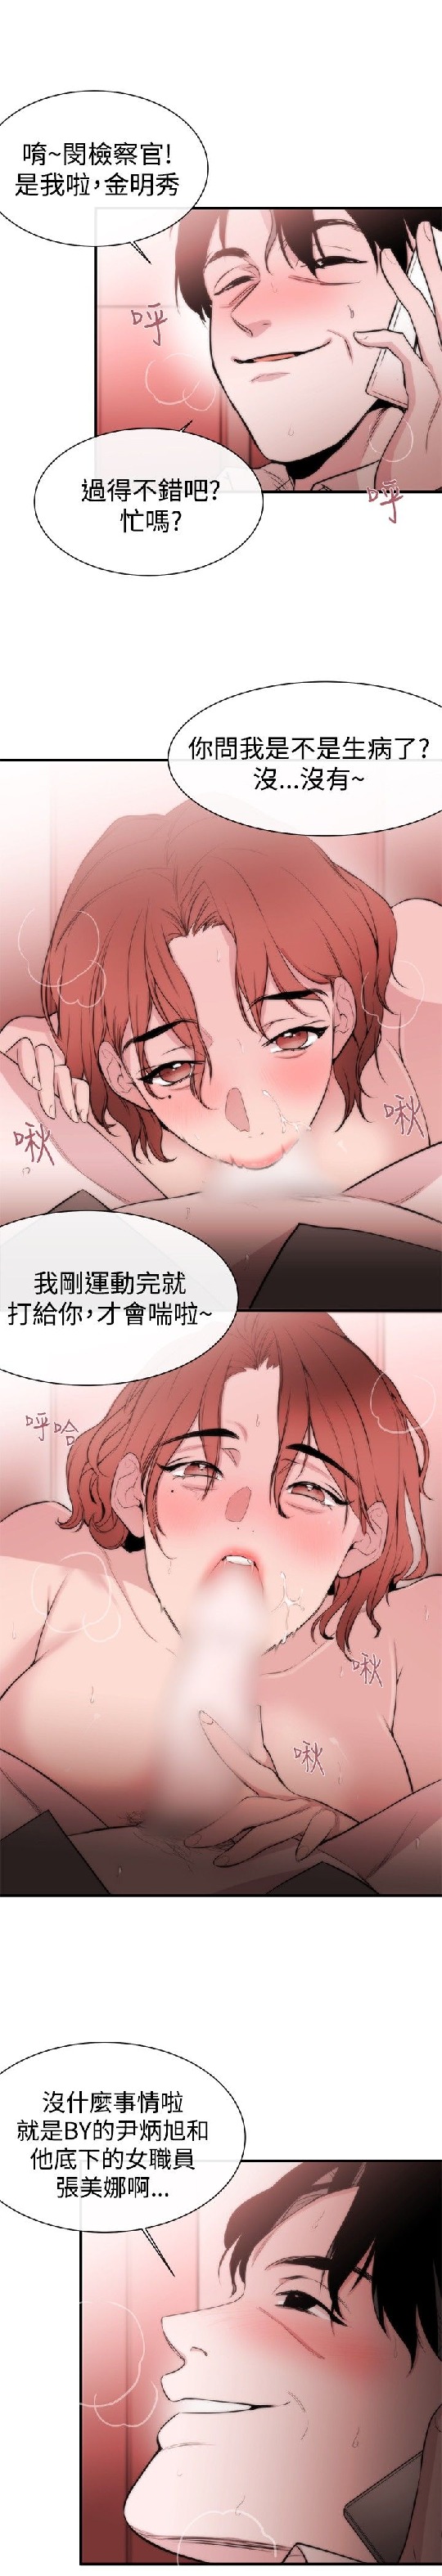 唷~閔檢察官!
是我啦,金明秀
呼
過得不錯吧?
忙嗎?
呼
你問我是不是生病了?
沒...沒有~
啾
啾
我剛運動完就
打給你,才會喘啦~
呼哈
啾
啾
沒什麼事情啦
就是BY的尹炳旭和
他底下的女職員
張美娜啊...